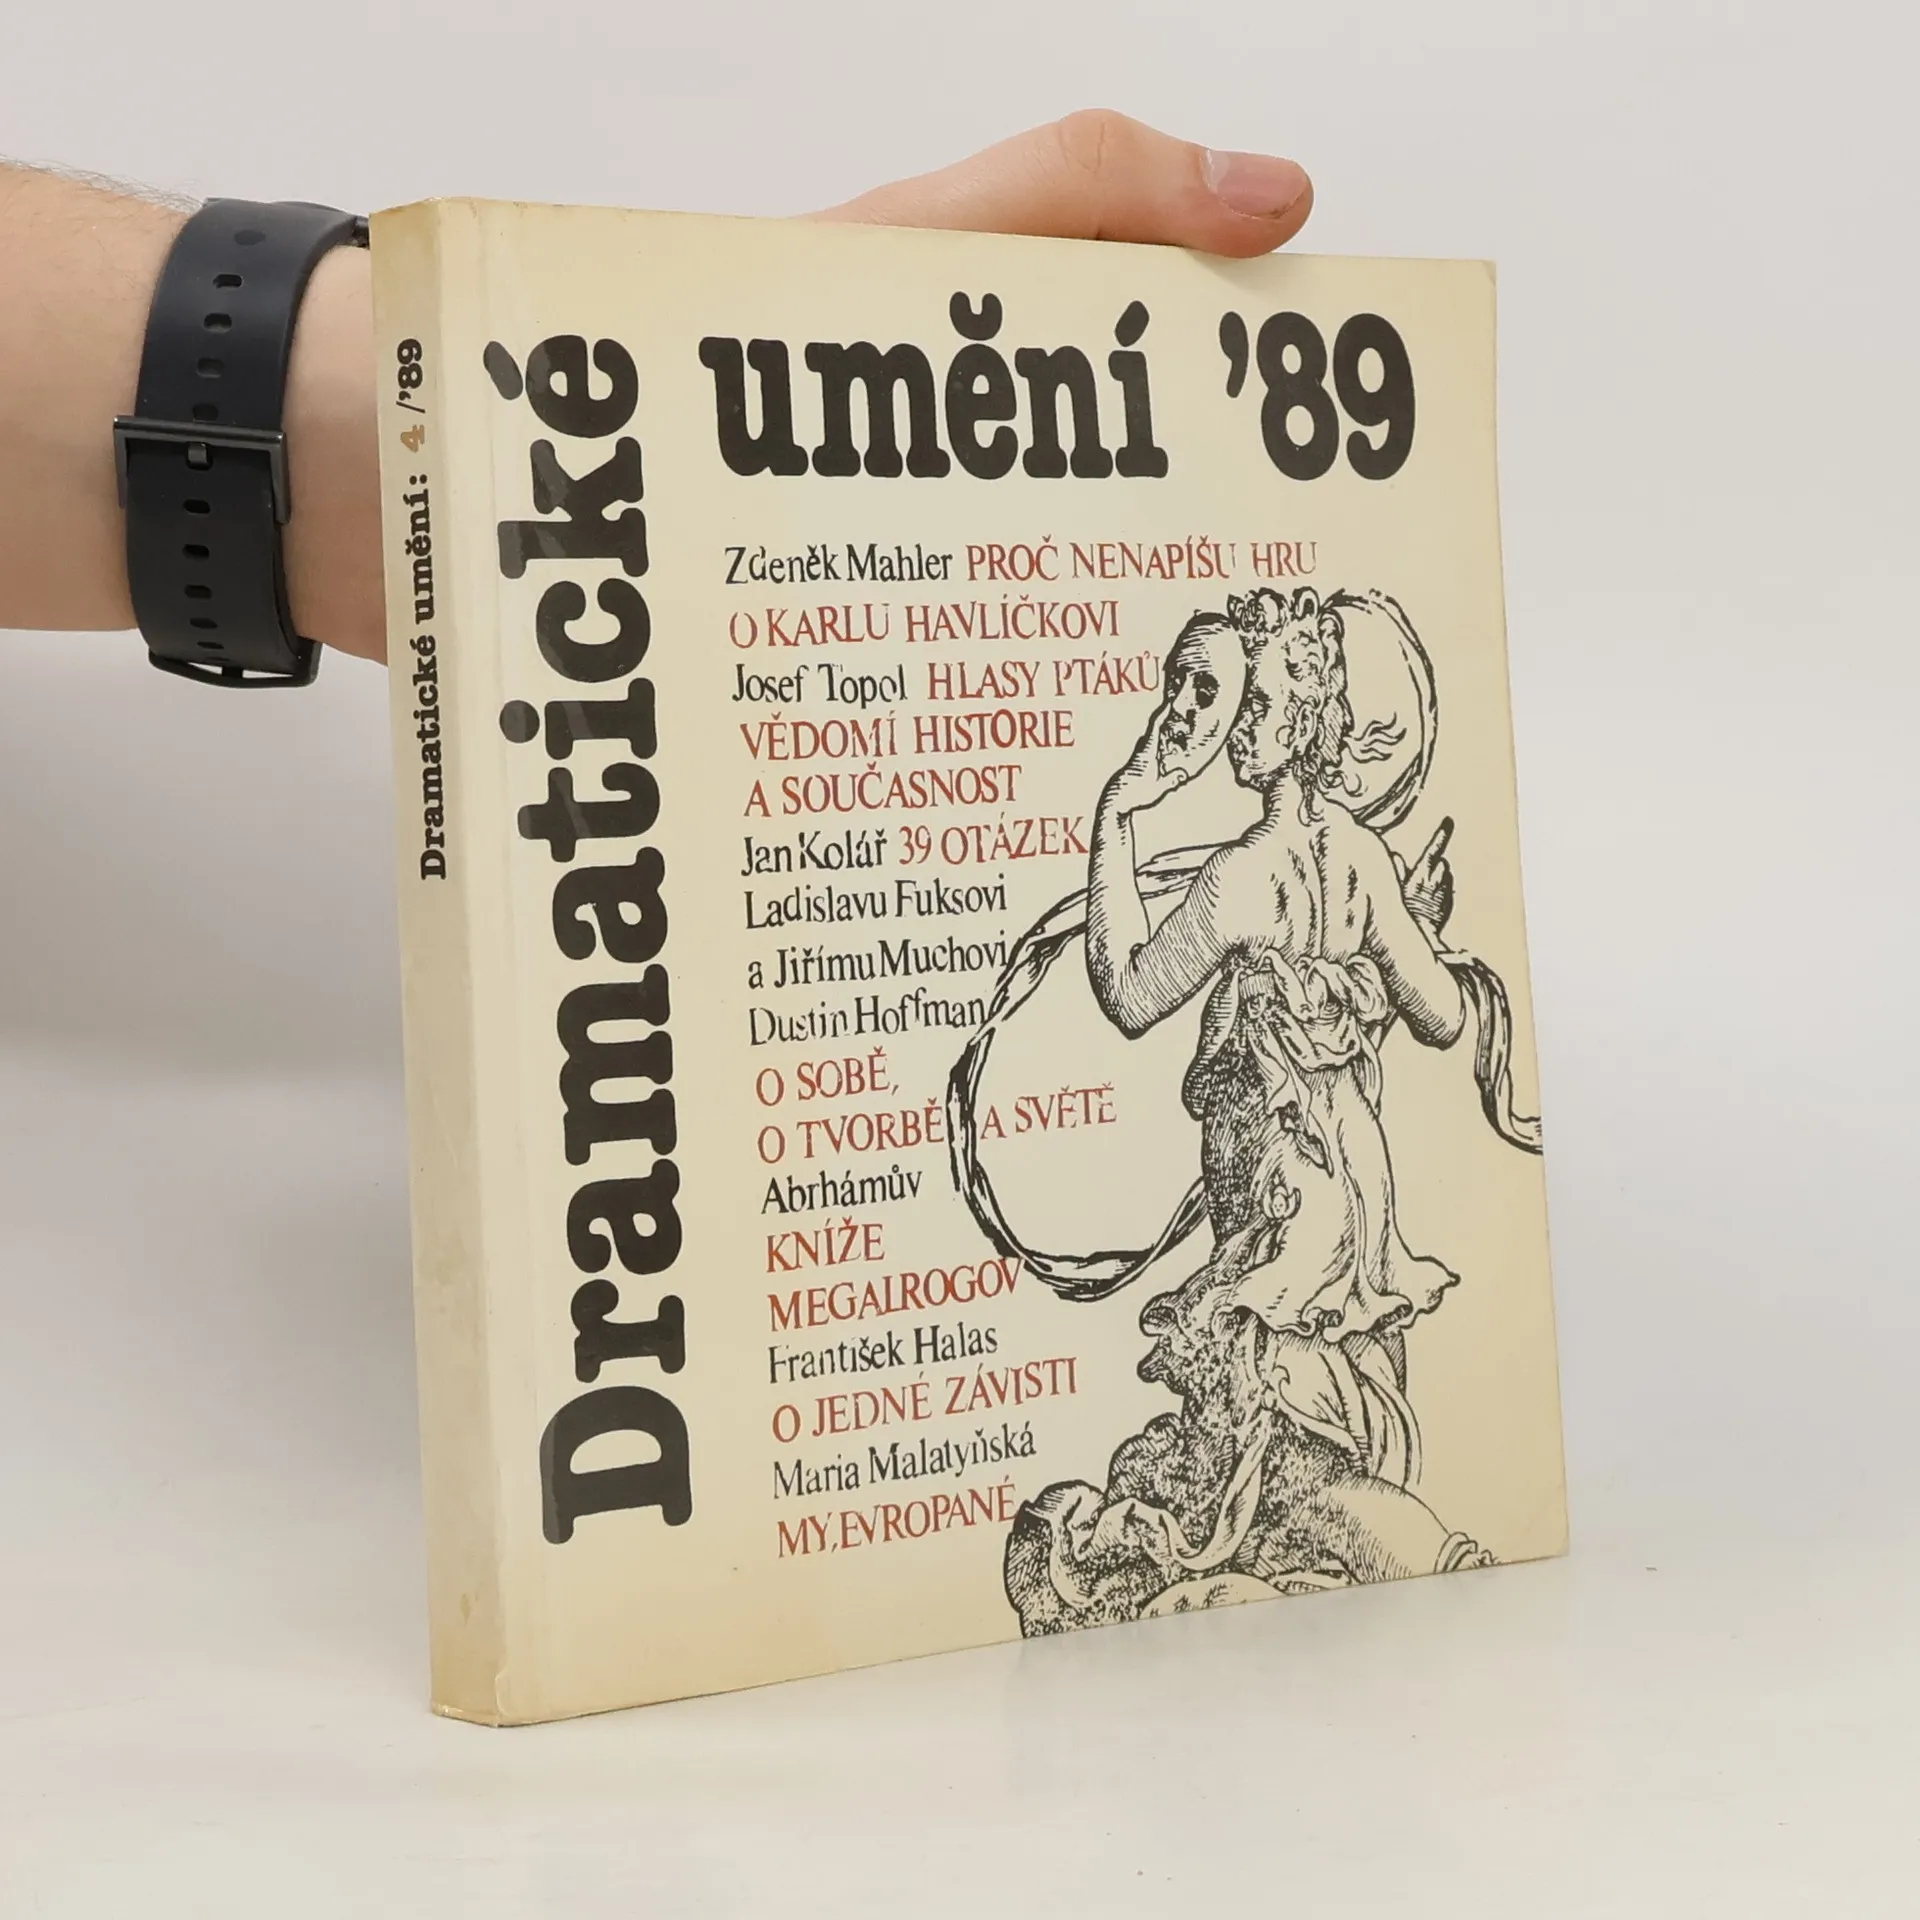 Dramatické umění: 4/'89
Dramatické
umění '89
Zdeněk Mahler PROČ NENAPÍŠU HRU
O KARLU HAVLÍČKOVI
Josef Topol HLASY PTÁKŮ
VĚDOMÍ HISTORIE
A SOUČASNOST
Jan Kolář 39 OTÁZEK
Ladislavu Fuksovi
a Jiřímu Muchovi
Dustin Hoffman
O SOBĚ,
O TVORBĚ A SVĚTĚ
Abrhámův
KNÍŽE
MEGALROGOV
František Halas
O JEDNÉ ZÁVISTI
Maria Malatyňská
MY, EVROPANÉ